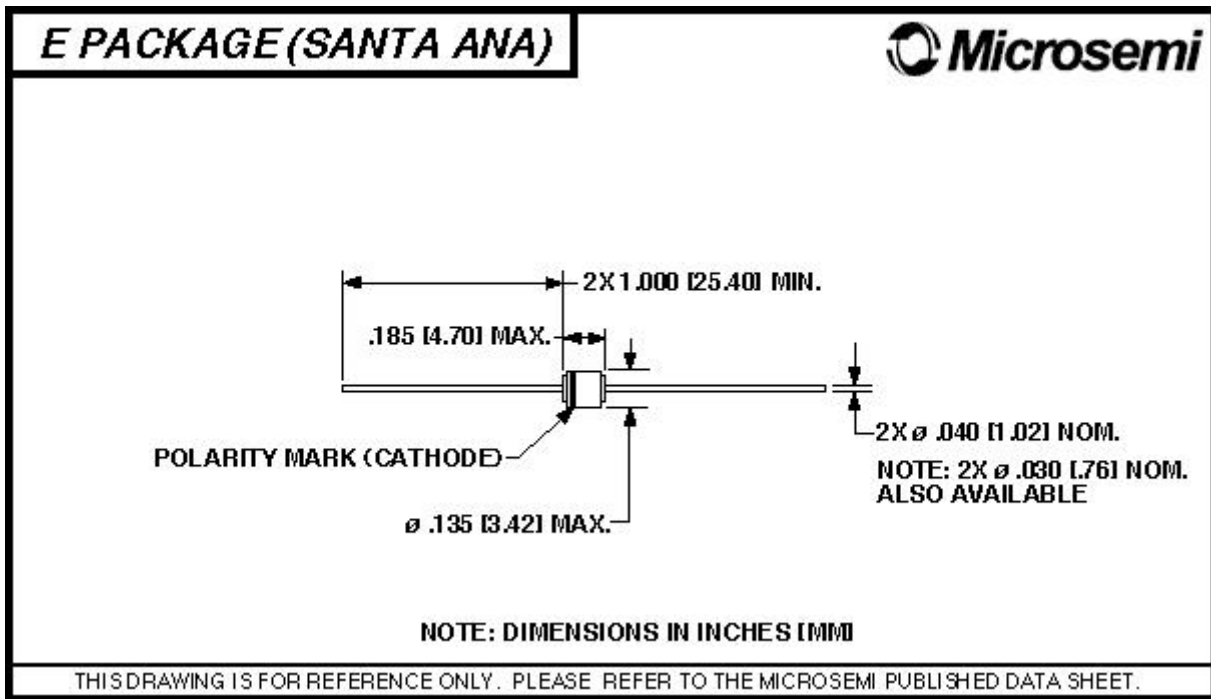 E PACKAGE (SANTA ANA)
Microsemi
2X 1.000 [25.40] MIN.
.185 [4.70] MAX.
POLARITY MARK (CATHODE)
2X ø .040 [1.02] NOM.
NOTE: 2X ø .030 [.76] NOM.
ALSO AVAILABLE
ø .135 [3.42] MAX.
NOTE: DIMENSIONS IN INCHES [MM]
THIS DRAWING IS FOR REFERENCE ONLY. PLEASE REFER TO THE MICROSEMI PUBLISHED DATA SHEET.